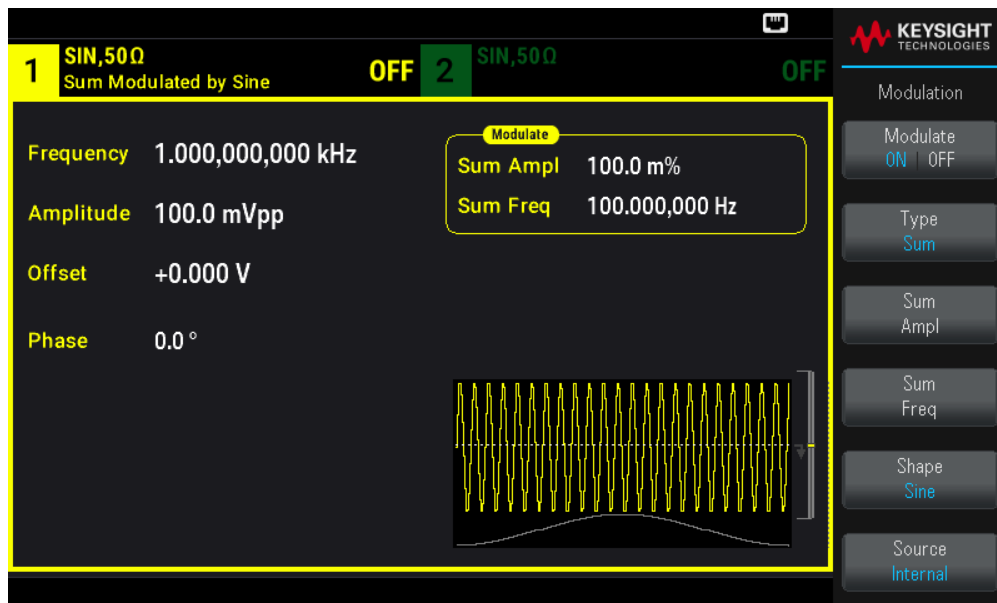 1
SIN,50Ω
Sum Modulated by Sine
OFF
2
SIN,50Ω
OFF
Frequency 1.000,000,000 kHz
Amplitude 100.0 mVpp
Offset +0.000 V
Phase 0.0 °
Modulate
Sum Ampl 100.0 m%
Sum Freq 100.000,000 Hz
KEYSIGHT
TECHNOLOGIES
Modulation
Modulate
ON | OFF
Type
Sum
Sum
Ampl
Sum
Freq
Shape
Sine
Source
Internal